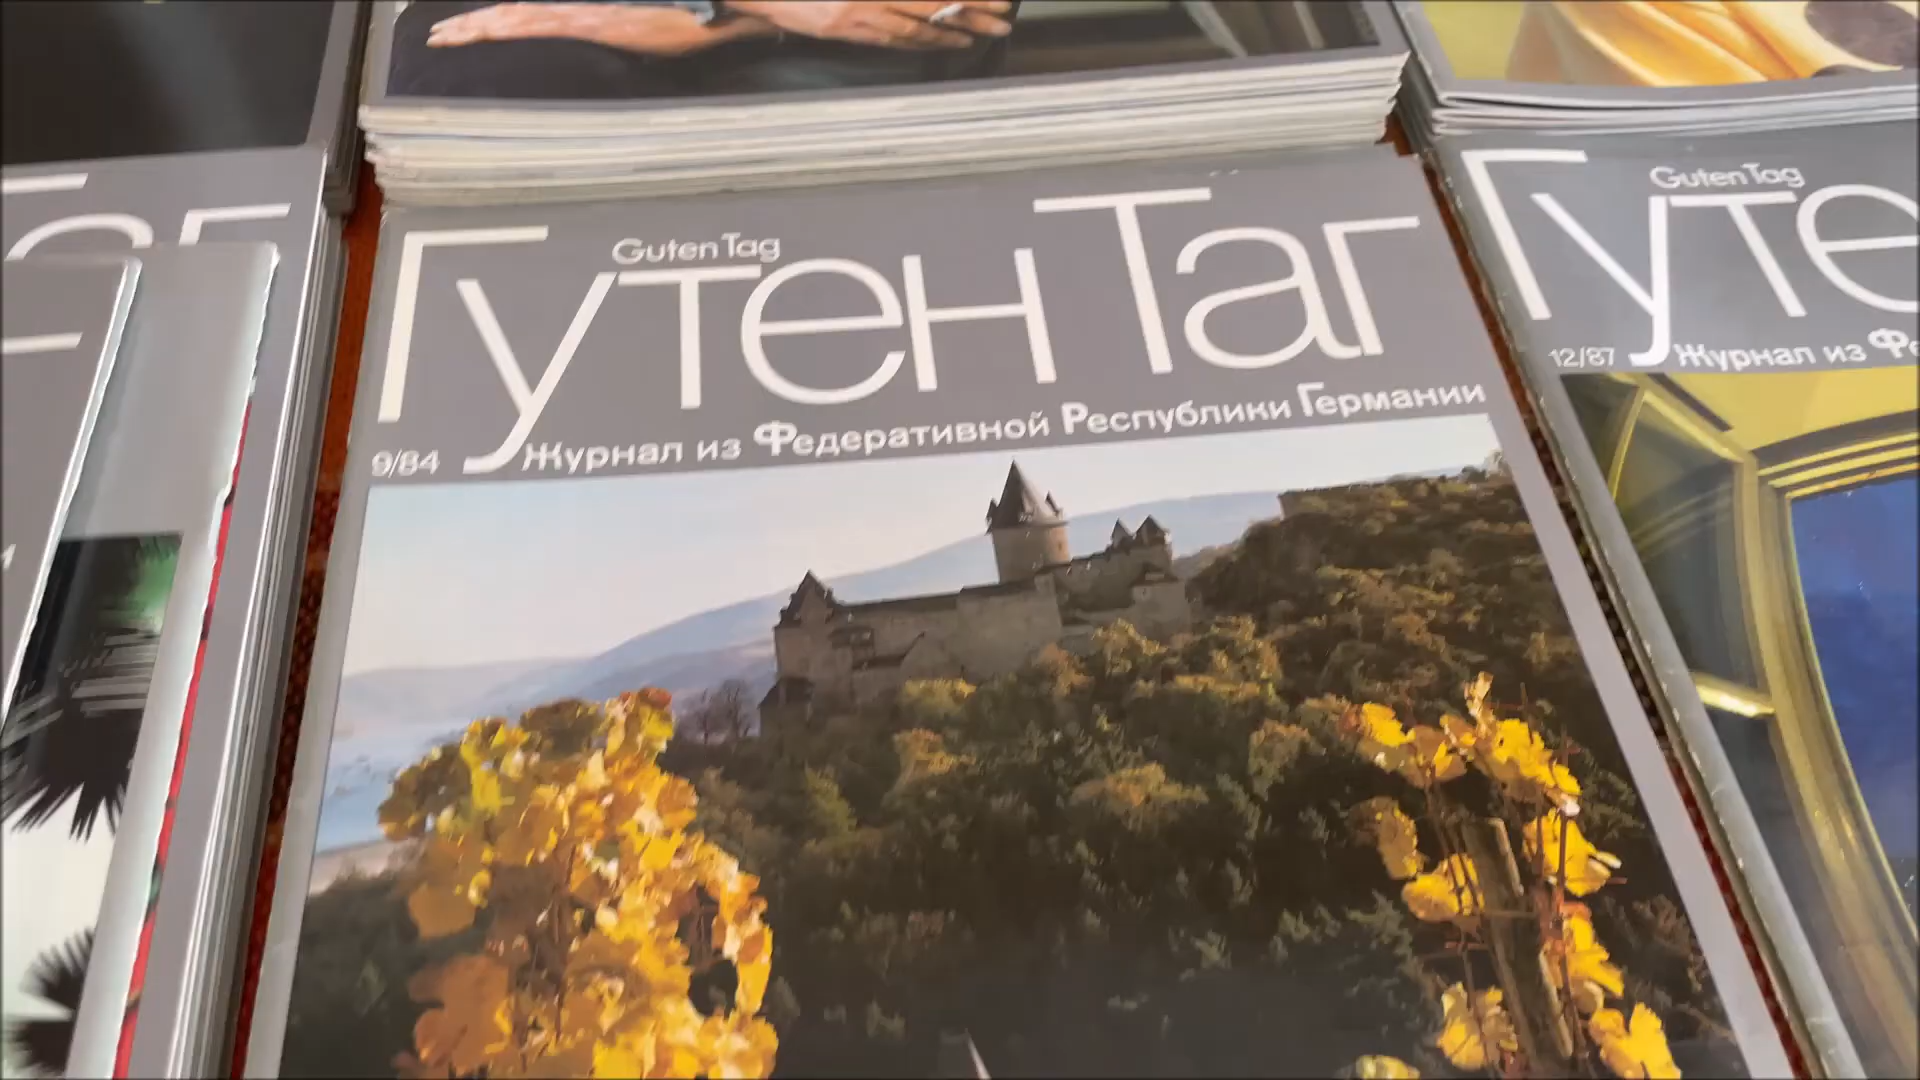 Guten Tag
Гутен Таг
9/84 Журнал из Федеративной Республики Германии
Guten Tag
Гуте
12/87 Журнал из